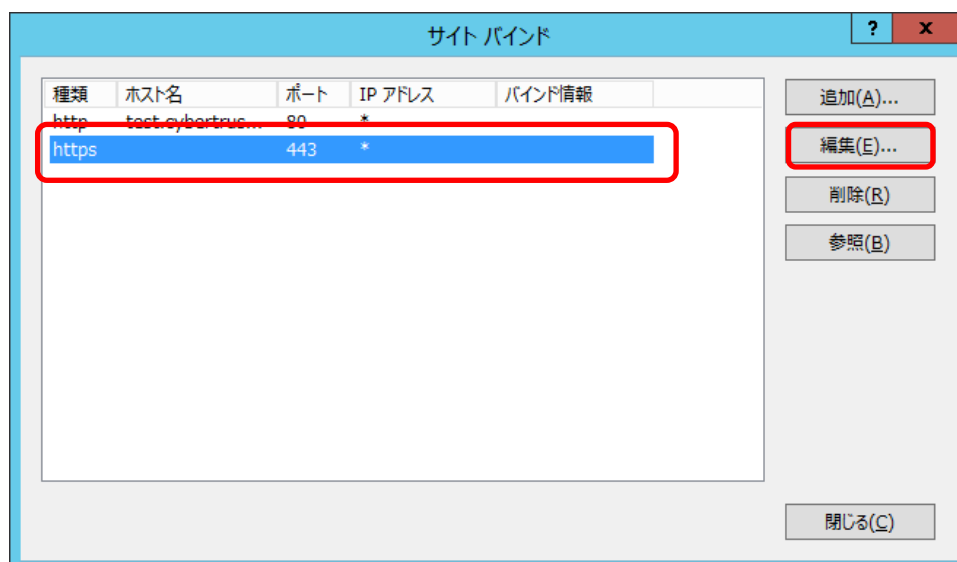 サイト バインド
? x
種類 ホスト名 ポート IP アドレス バインド情報
http test.cybertrus... 80 *
https 443 *
追加(A)...
編集(E)...
削除(R)
参照(B)
閉じる(C)